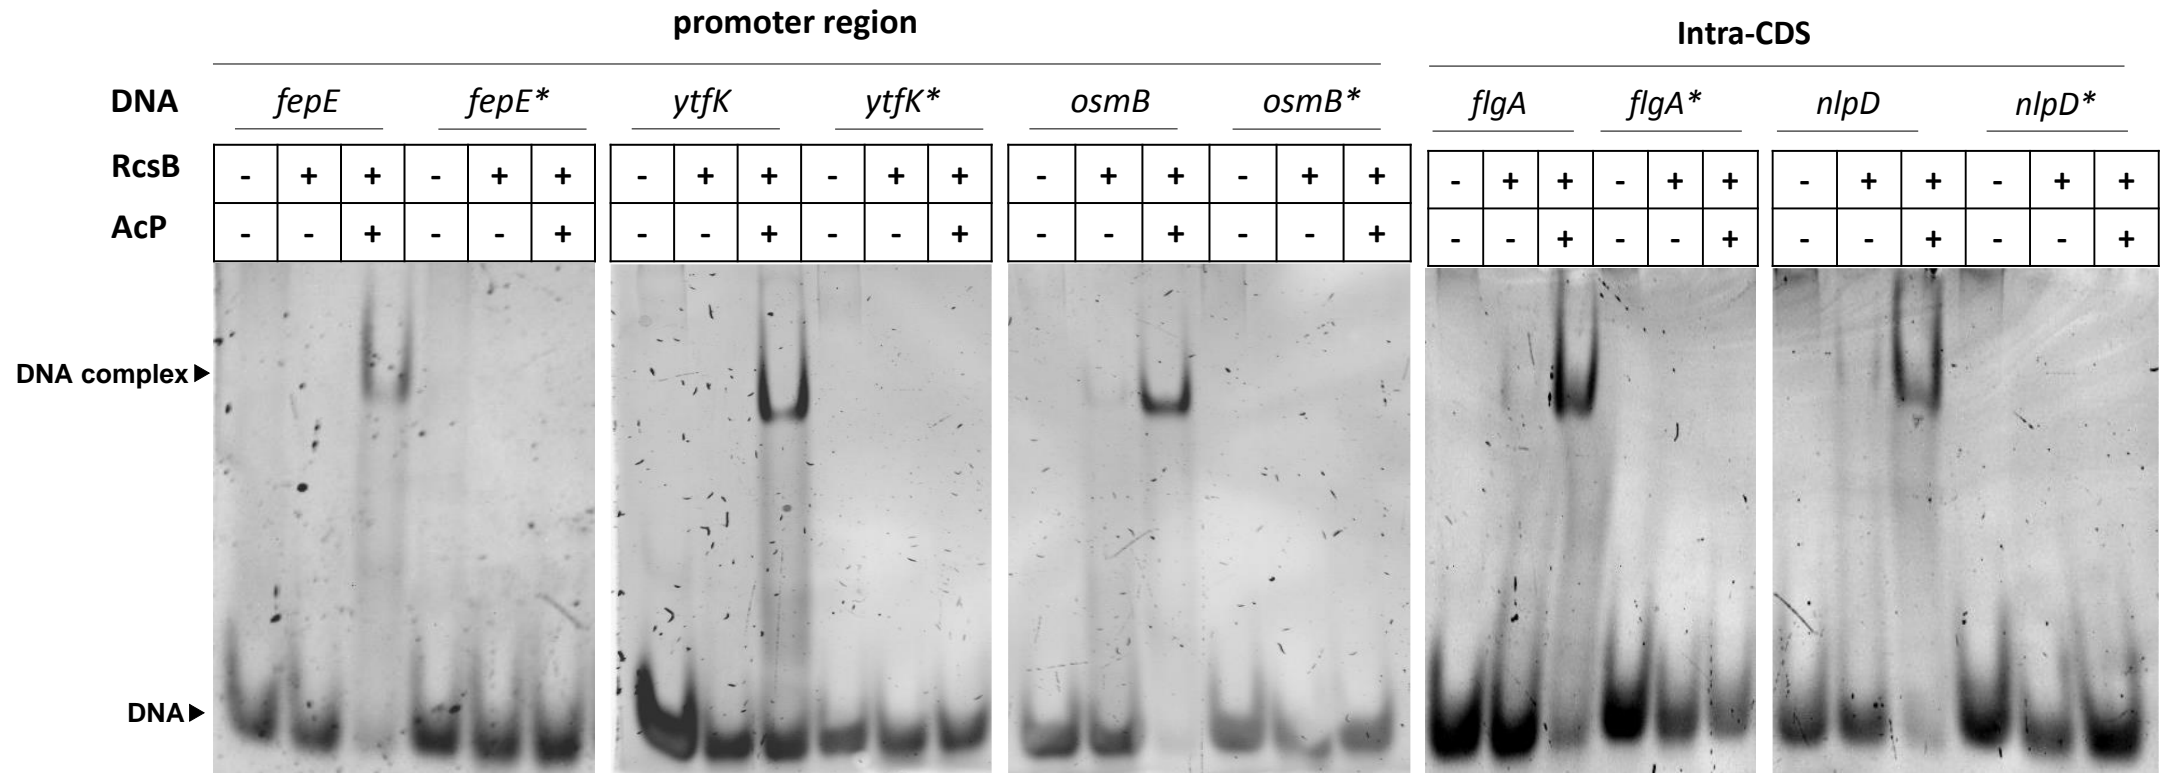 promoter region Intra-CDS
DNA fepE fepE* ytfK ytfK* osmB osmB* flgA flgA* nlpD nlpD*
RcsB - + + - + + - + + - + + - + + - + + - + + - + + - + + - + +
AcP - - + - - + - - + - - + - - + - - + - - + - - + - - + - - +
DNA complex
DNA